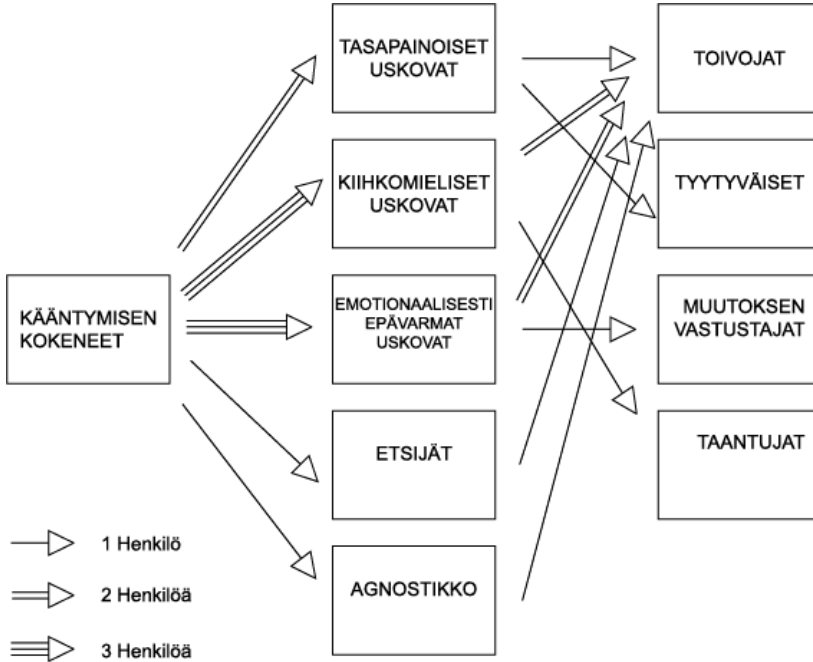 TASAPAINOISET
USKOVAT
TOIVOJAT
KIIHKOMIELISET
USKOVAT
TYYTYVÄISET
KÄÄNTYMISEN
KOKENEET
EMOTIONAALISESTI
EPÄVARMAT
USKOVAT
MUUTOKSEN
VASTUSTAJAT
ETSIJÄT
TAANTUJAT
AGNOSTIKKO
1 Henkilö
2 Henkilöä
3 Henkilöä